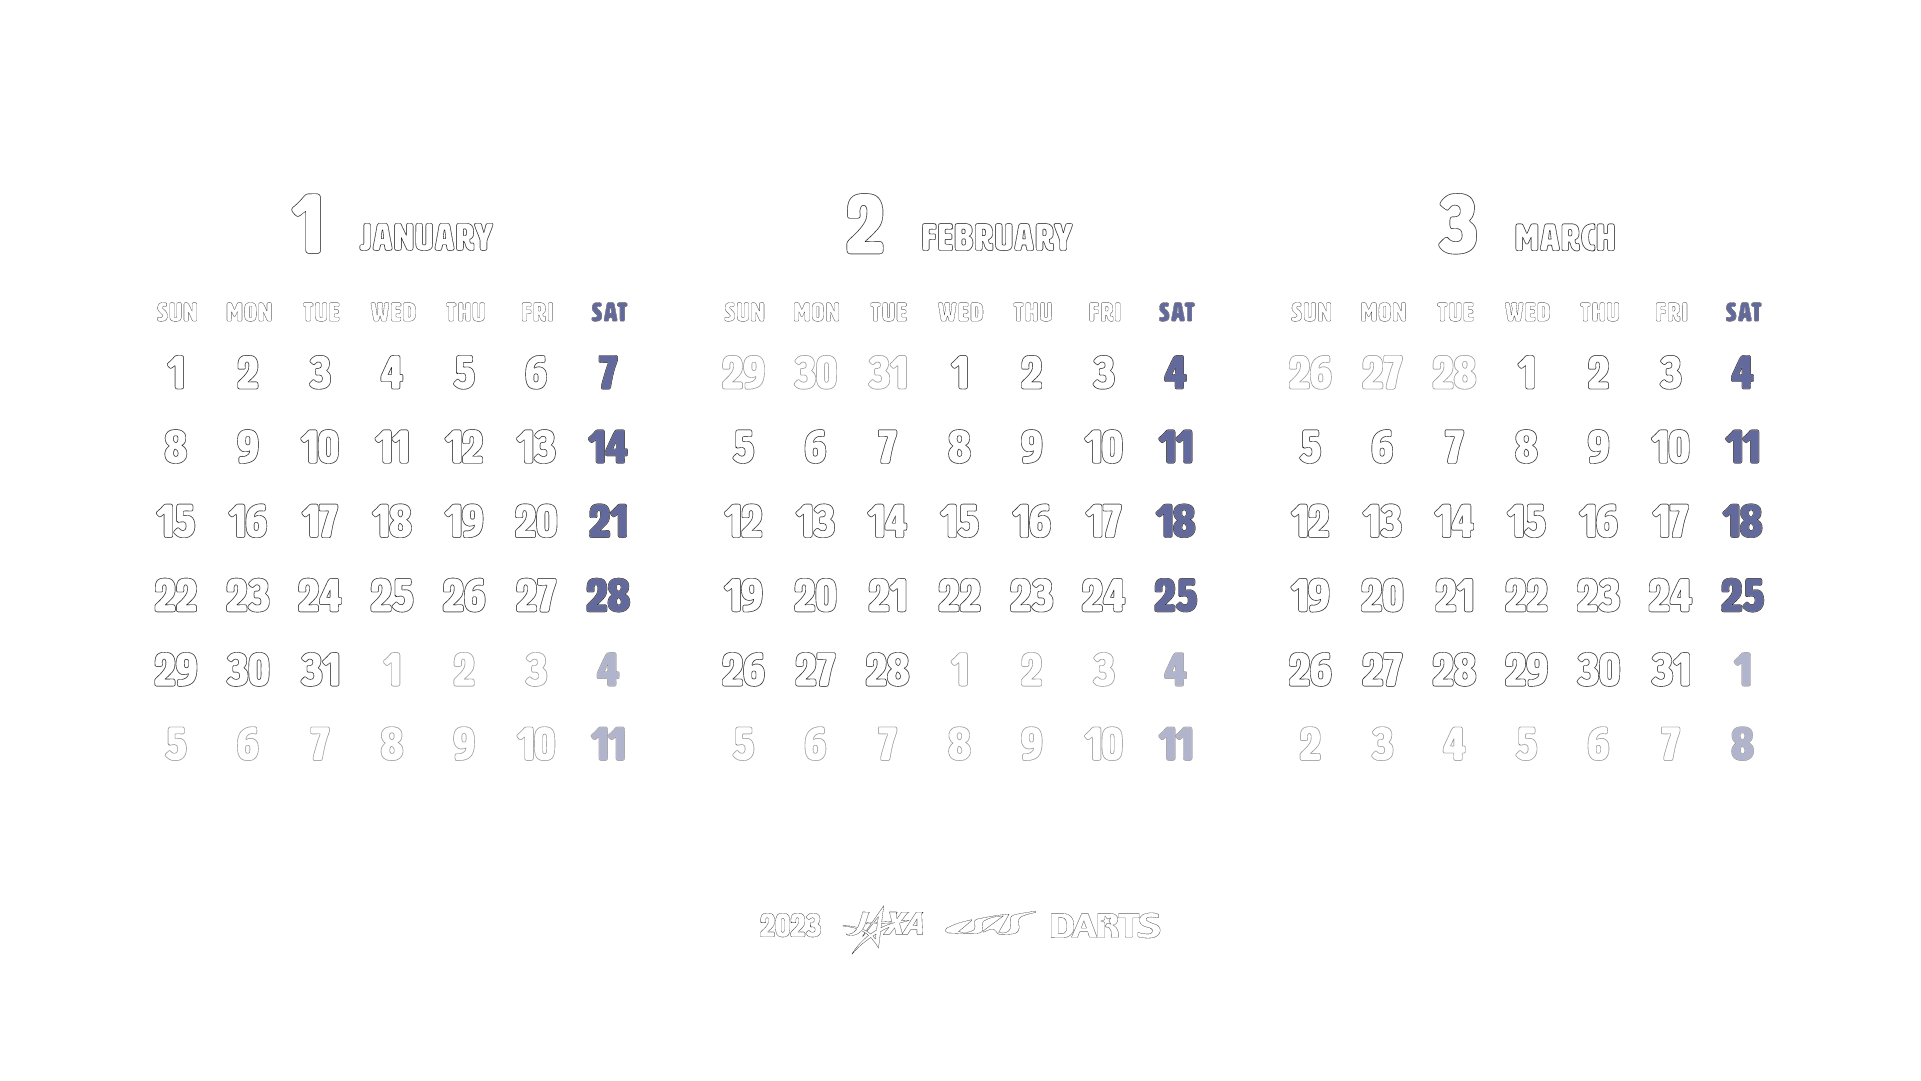 1 JANUARY
SUN MON TUE WED THU FRI SAT
1 2 3 4 5 6 7
8 9 10 11 12 13 14
15 16 17 18 19 20 21
22 23 24 25 26 27 28
29 30 31 1 2 3 4
5 6 7 8 9 10 11
2 FEBRUARY
SUN MON TUE WED THU FRI SAT
29 30 31 1 2 3 4
5 6 7 8 9 10 11
12 13 14 15 16 17 18
19 20 21 22 23 24 25
26 27 28 1 2 3 4
5 6 7 8 9 10 11
3 MARCH
SUN MON TUE WED THU FRI SAT
26 27 28 1 2 3 4
5 6 7 8 9 10 11
12 13 14 15 16 17 18
19 20 21 22 23 24 25
26 27 28 29 30 31 1
2 3 4 5 6 7 8
2023 JAXA ISAS DARTS